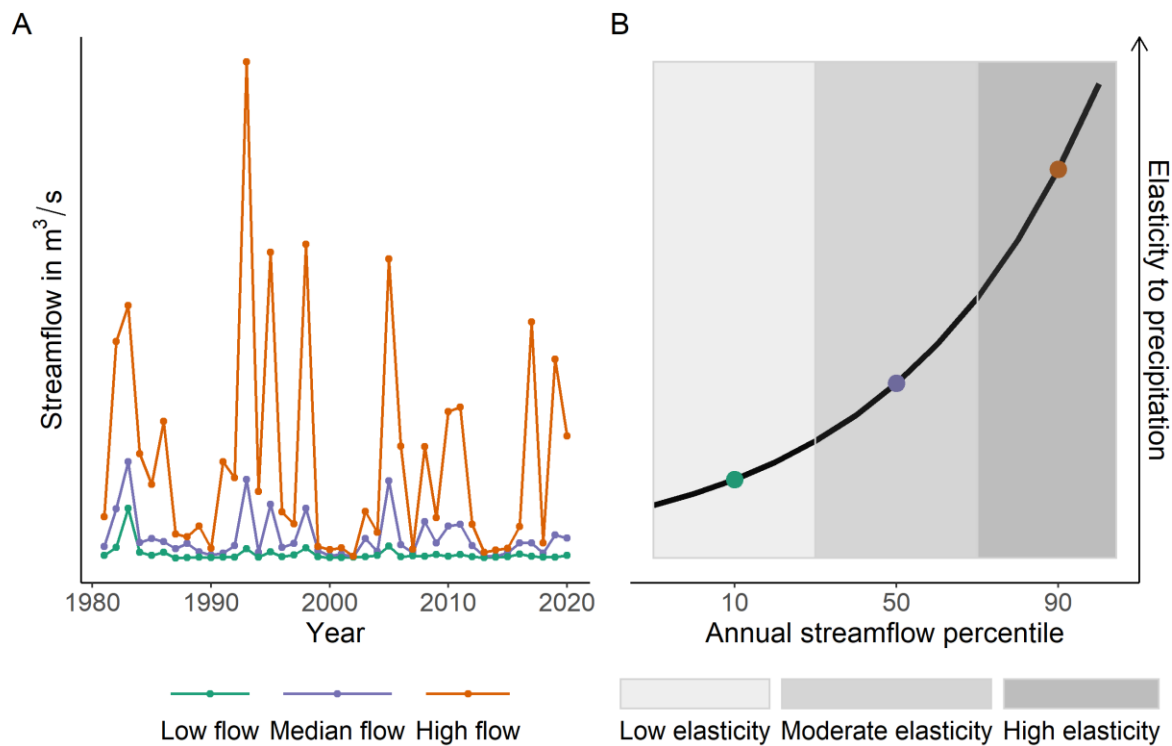 A
B
Streamflow in m³/s
Elasticity to precipitation
1980 1990 2000 2010 2020
10 50 90
Year
Annual streamflow percentile
Low flow Median flow High flow
Low elasticity Moderate elasticity High elasticity